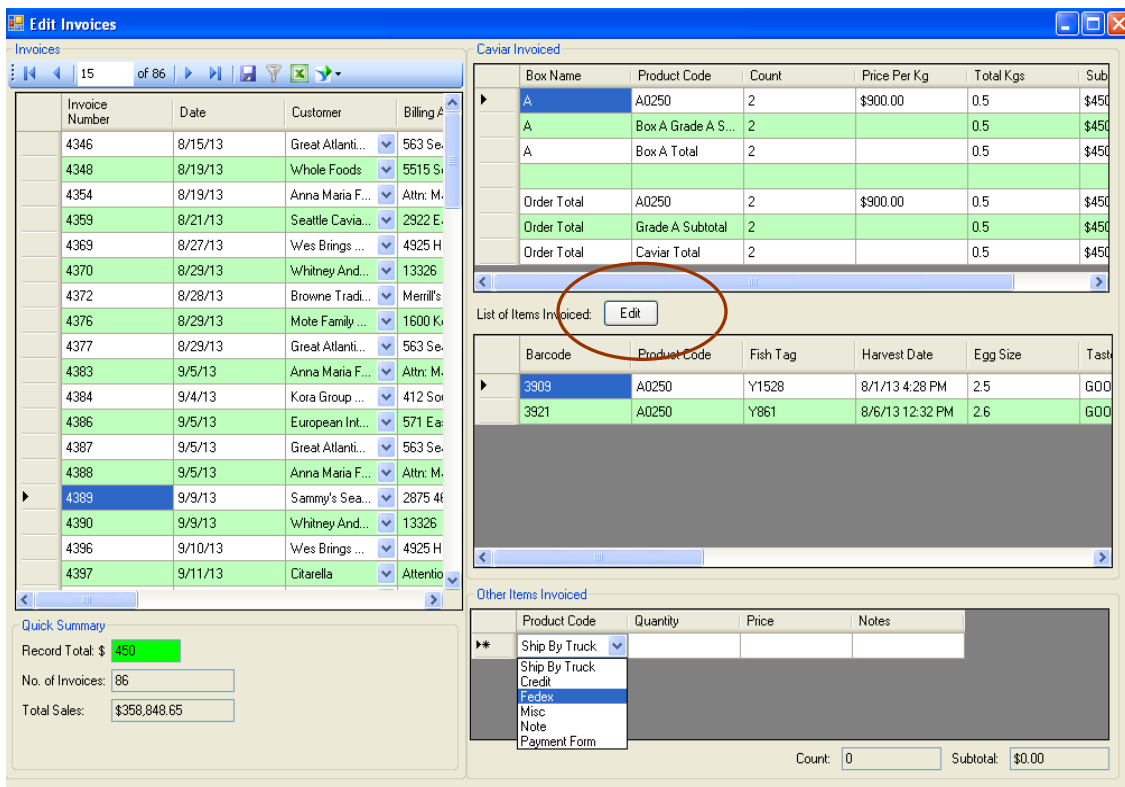 Edit Invoices
Invoices
15 of 86
Invoice Number Date Customer Billing A
4346 8/15/13 Great Atlanti... 563 Se
4348 8/19/13 Whole Foods 5515 S
4354 8/19/13 Anna Maria F... Attn: M
4359 8/21/13 Seattle Cavia... 2922 E
4369 8/27/13 Wes Brings ... 4925 H
4370 8/29/13 Whitney And... 13326
4372 8/28/13 Browne Tradi... Merrill's
4376 8/29/13 Mote Family ... 1600 K
4377 8/29/13 Great Atlanti... 563 Se
4383 9/5/13 Anna Maria F... Attn: M
4384 9/4/13 Kora Group ... 412 So
4386 9/5/13 European Int... 571 Ea
4387 9/5/13 Great Atlanti... 563 Se
4388 9/5/13 Anna Maria F... Attn: M
4389 9/9/13 Sammy's Sea... 2875 46
4390 9/9/13 Whitney And... 13326
4396 9/10/13 Wes Brings ... 4925 H
4397 9/11/13 Citarella Attentio
Quick Summary
Record Total: $ 450
No. of Invoices: 86
Total Sales: $358,848.65
Caviar Invoiced
Box Name Product Code Count Price Per Kg Total Kgs Sub
A A0250 2 $900.00 0.5 $450
A Box A Grade A S... 2 0.5 $450
A Box A Total 2 0.5 $450
Order Total A0250 2 $900.00 0.5 $450
Order Total Grade A Subtotal 2 0.5 $450
Order Total Caviar Total 2 0.5 $450
List of Items Invoiced: Edit
Barcode Product Code Fish Tag Harvest Date Egg Size Taste
3909 A0250 Y1528 8/1/13 4:28 PM 2.5 GOO
3921 A0250 Y861 8/6/13 12:32 PM 2.6 GOO
Other Items Invoiced
Product Code Quantity Price Notes
Ship By Truck
Ship By Truck
Credit
Fedex
Misc
Note
Payment Form
Count: 0 Subtotal: $0.00